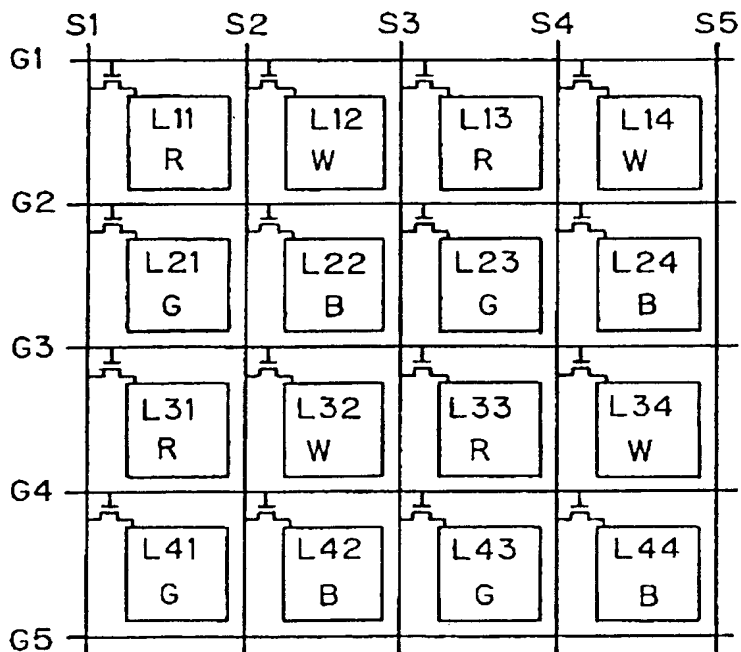 S1 S2 S3 S4 S5
G1
L11 L12 L13 L14
R W R W
G2
L21 L22 L23 L24
G B G B
G3
L31 L32 L33 L34
R W R W
G4
L41 L42 L43 L44
G B G B
G5